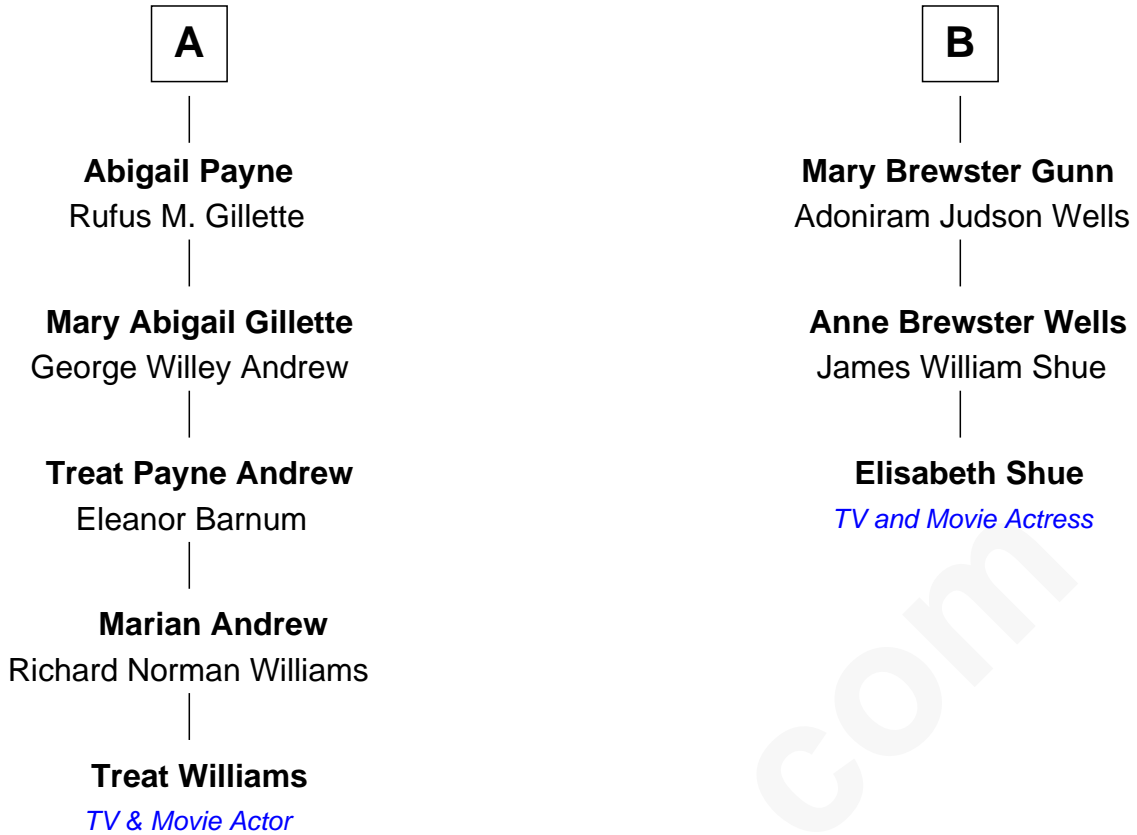 A
Abigail Payne
Rufus M. Gillette
Mary Abigail Gillette
George Willey Andrew
Treat Payne Andrew
Eleanor Barnum
Marian Andrew
Richard Norman Williams
Treat Williams
TV & Movie Actor
B
Mary Brewster Gunn
Adoniram Judson Wells
Anne Brewster Wells
James William Shue
Elisabeth Shue
TV and Movie Actress
com